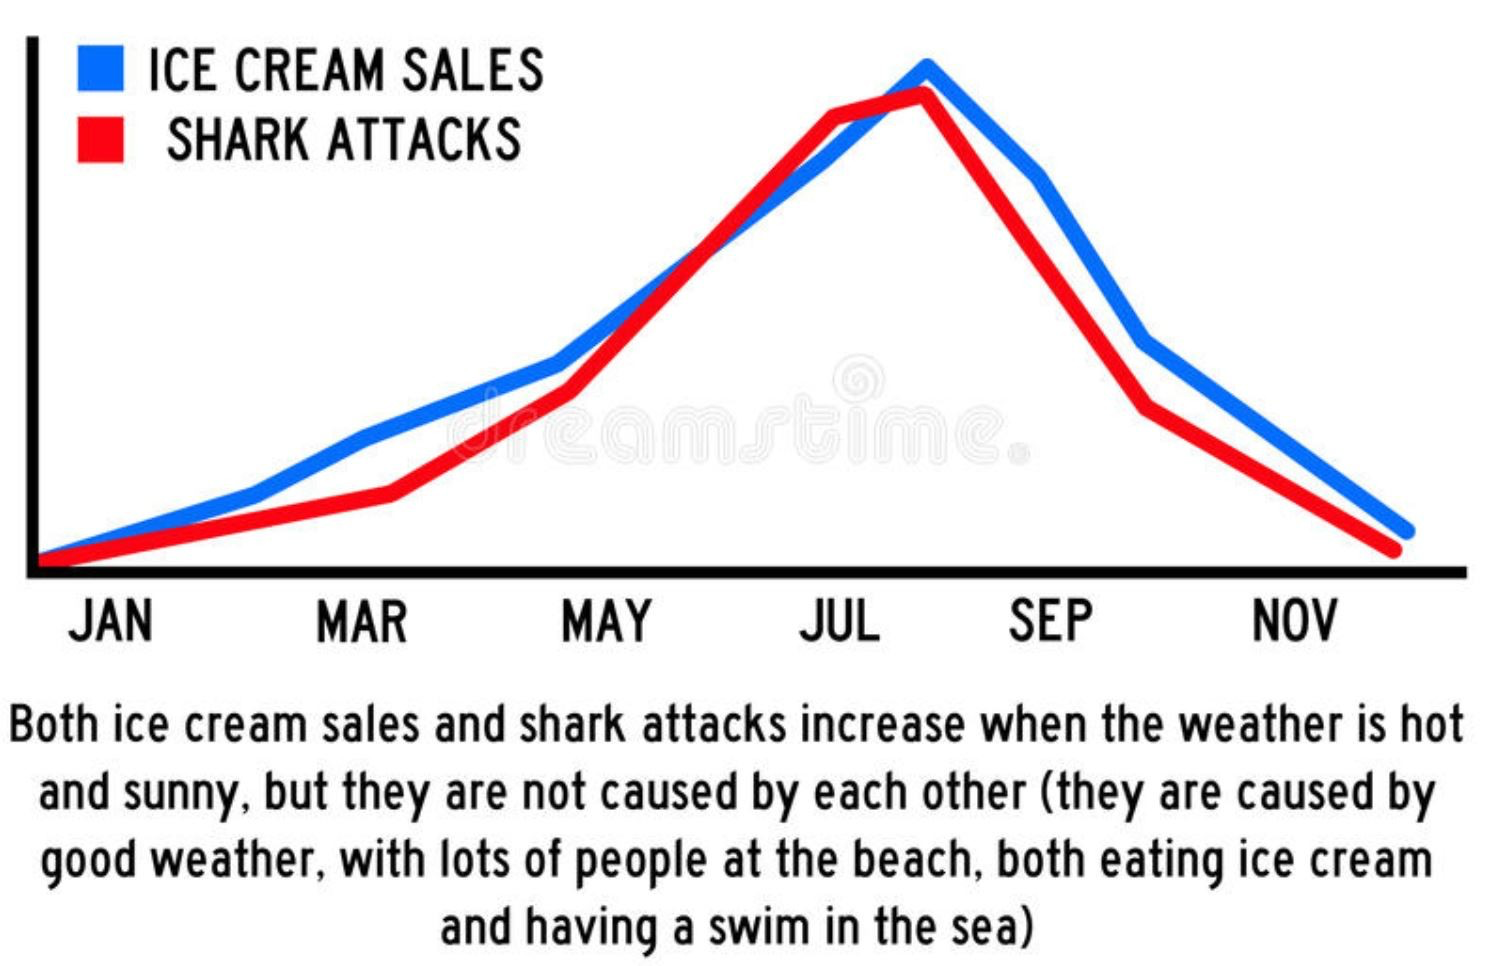 ICE CREAM SALES
SHARK ATTACKS
dreamstime.
JAN MAR MAY JUL SEP NOV
Both ice cream sales and shark attacks increase when the weather is hot
and sunny, but they are not caused by each other (they are caused by
good weather, with lots of people at the beach, both eating ice cream
and having a swim in the sea)